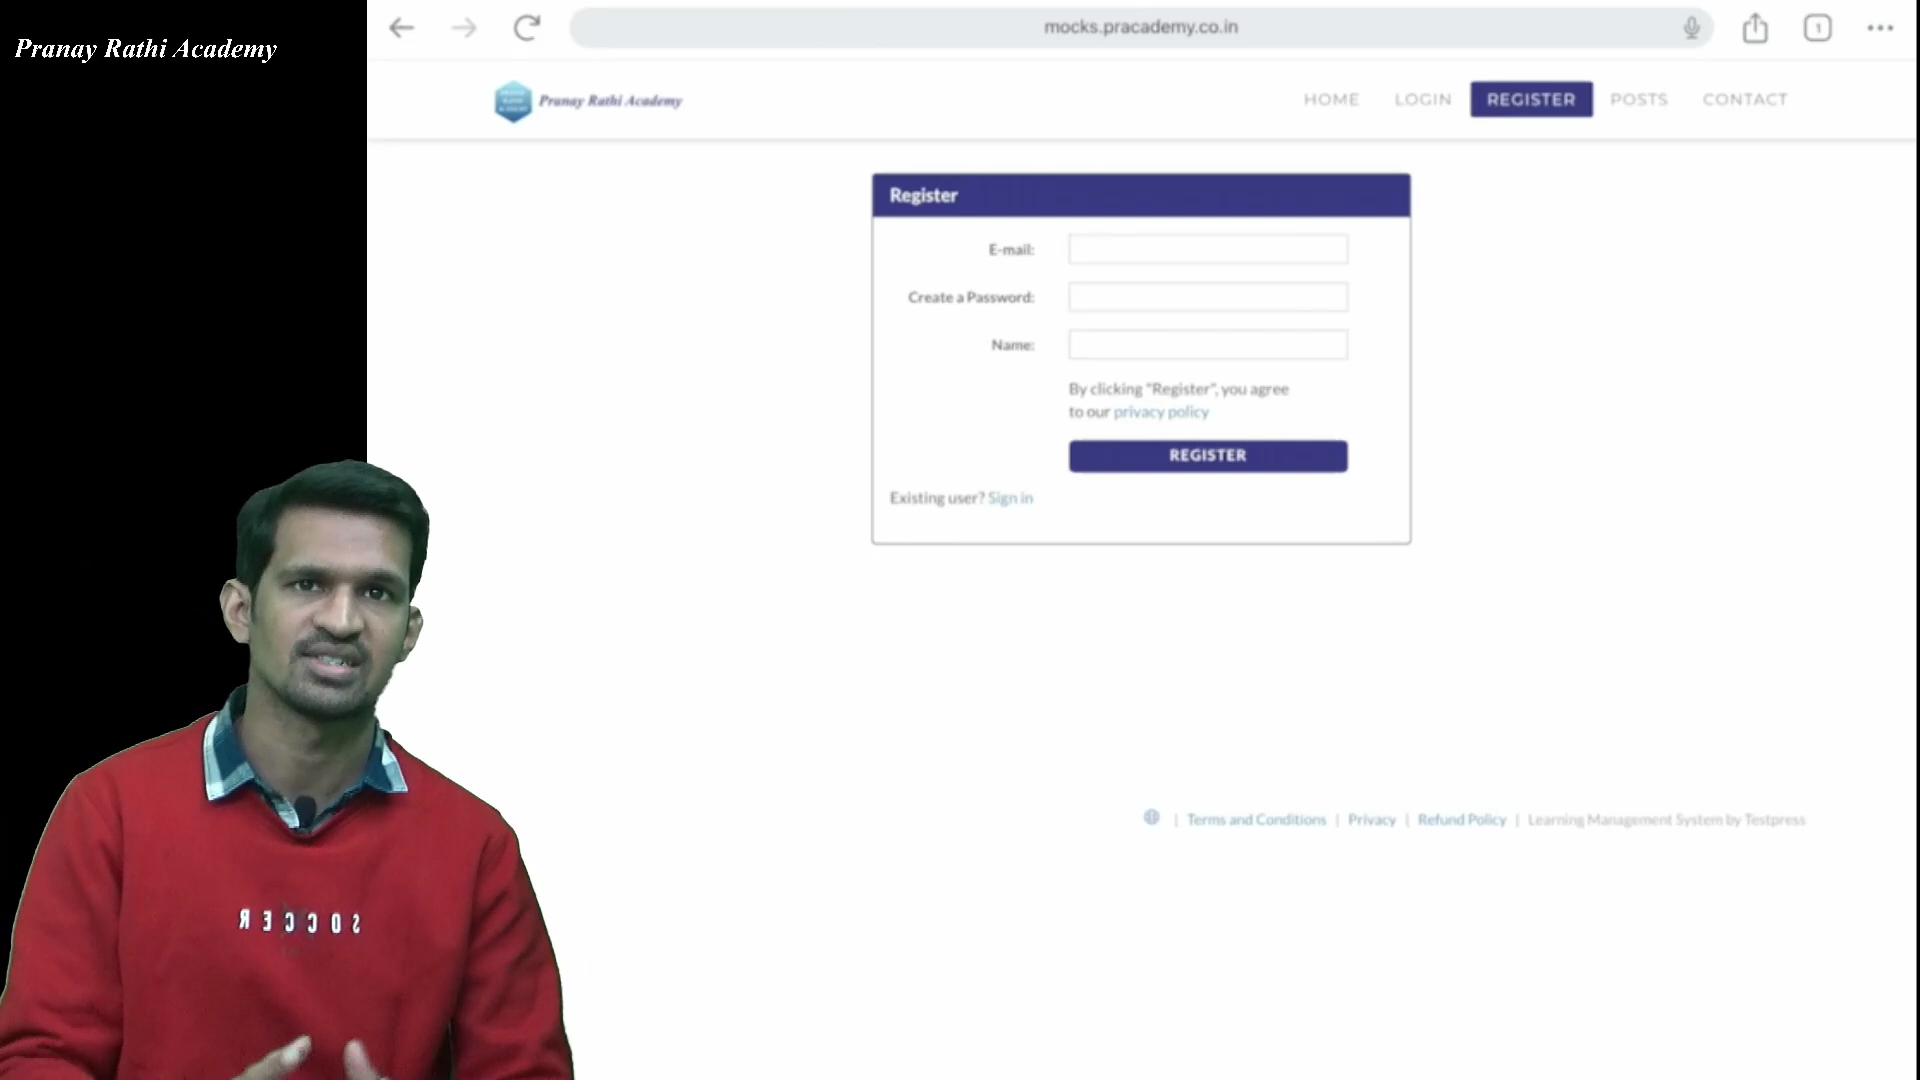 Pranay Rathi Academy
mocks.pracademy.co.in
1
Pranay Rathi Academy
HOME LOGIN REGISTER POSTS CONTACT
Register
E-mail:
Create a Password:
Name:
By clicking "Register", you agree
to our privacy policy
REGISTER
Existing user? Sign in
| Terms and Conditions | Privacy | Refund Policy | Learning Management System by Testpress
SOCCER